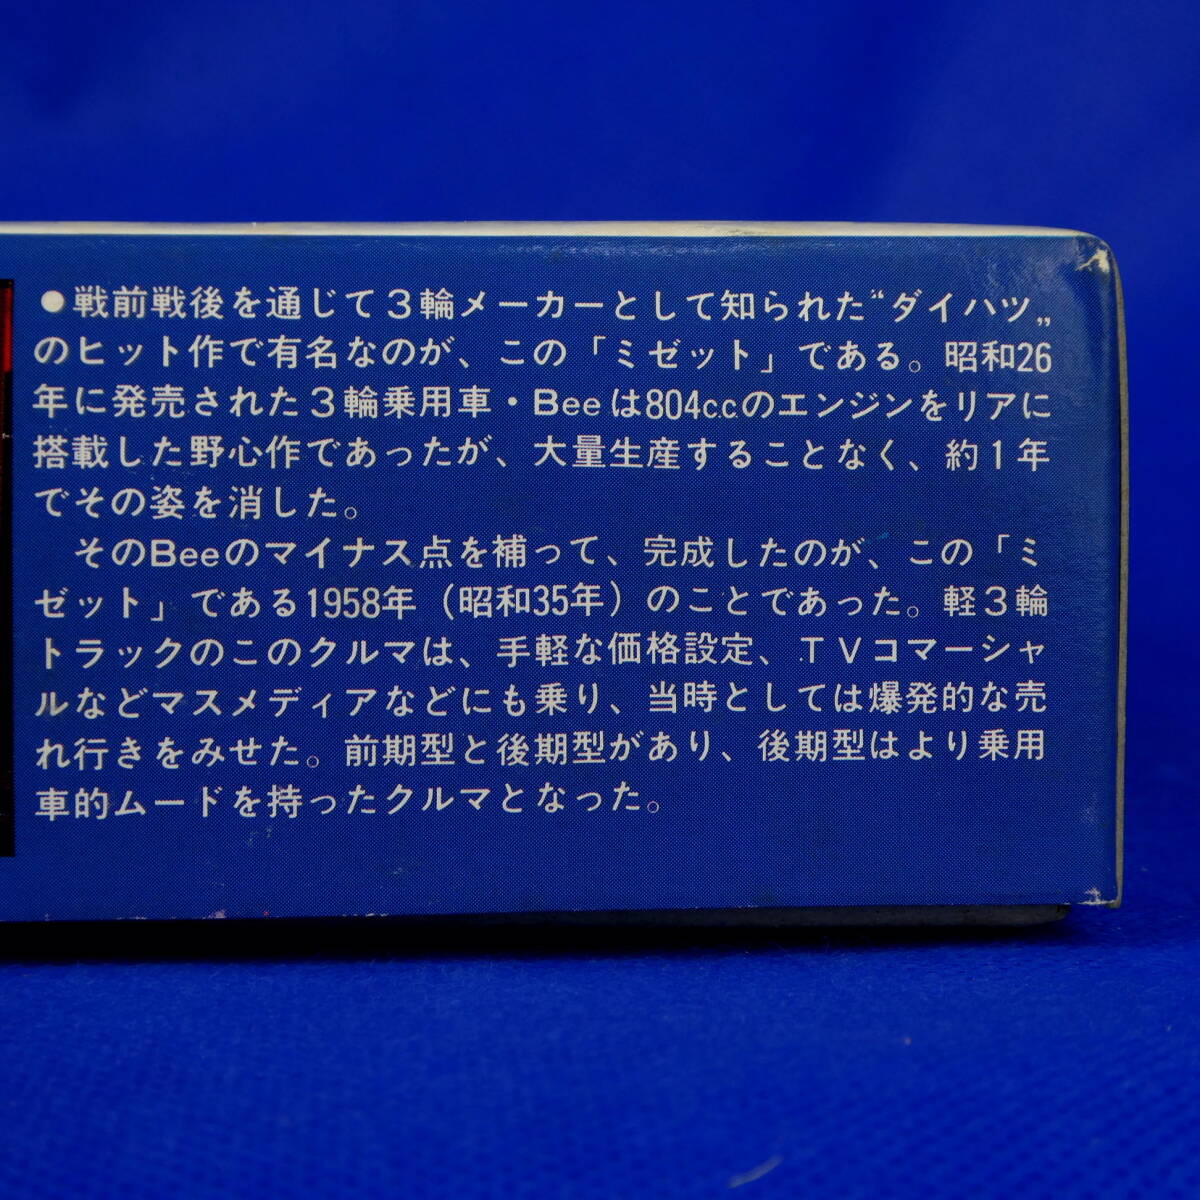 ●戦前戦後を通じて３輪メーカーとして知られた“ダイハツ„
のヒット作で有名なのが、この「ミゼット」である。昭和26
年に発売された３輪乗用車・Beeは804c.c.のエンジンをリアに
搭載した野心作であったが、大量生産することなく、約１年
でその姿を消した。
　そのBeeのマイナス点を補って、完成したのが、この「ミ
ゼット」である1958年（昭和35年）のことであった。軽３輪
トラックのこのクルマは、手軽な価格設定、ＴＶコマーシャ
ルなどマスメディアなどにも乗り、当時としては爆発的な売
れ行きをみせた。前期型と後期型があり、後期型はより乗用
車的ムードを持ったクルマとなった。